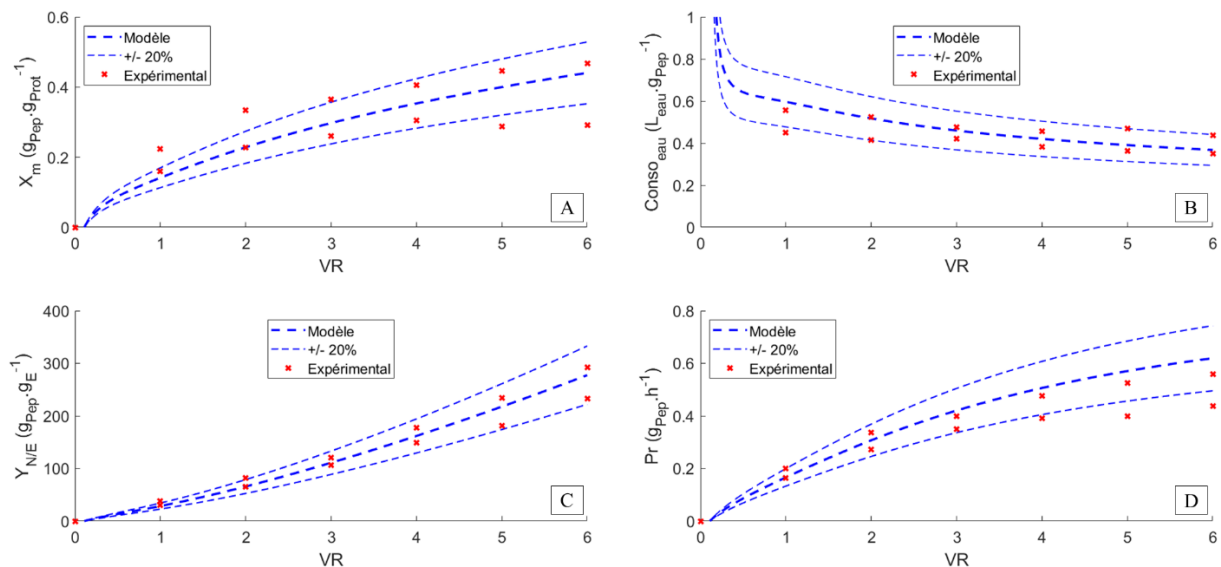 0.6
0.4
0.2
0
X_m (g_Pep.g_Prot^-1)
Modèle
+/- 20%
Expérimental
A
0 1 2 3 4 5 6
VR
1
0.8
0.6
0.4
0.2
0
Conso_eau (L_eau.g_Pep^-1)
Modèle
+/- 20%
Expérimental
B
0 1 2 3 4 5 6
VR
400
300
200
100
0
Y_N/E (g_Pep.g_E^-1)
Modèle
+/- 20%
Expérimental
C
0 1 2 3 4 5 6
VR
0.8
0.6
0.4
0.2
0
Pr (g_Pep.h^-1)
Modèle
+/- 20%
Expérimental
D
0 1 2 3 4 5 6
VR